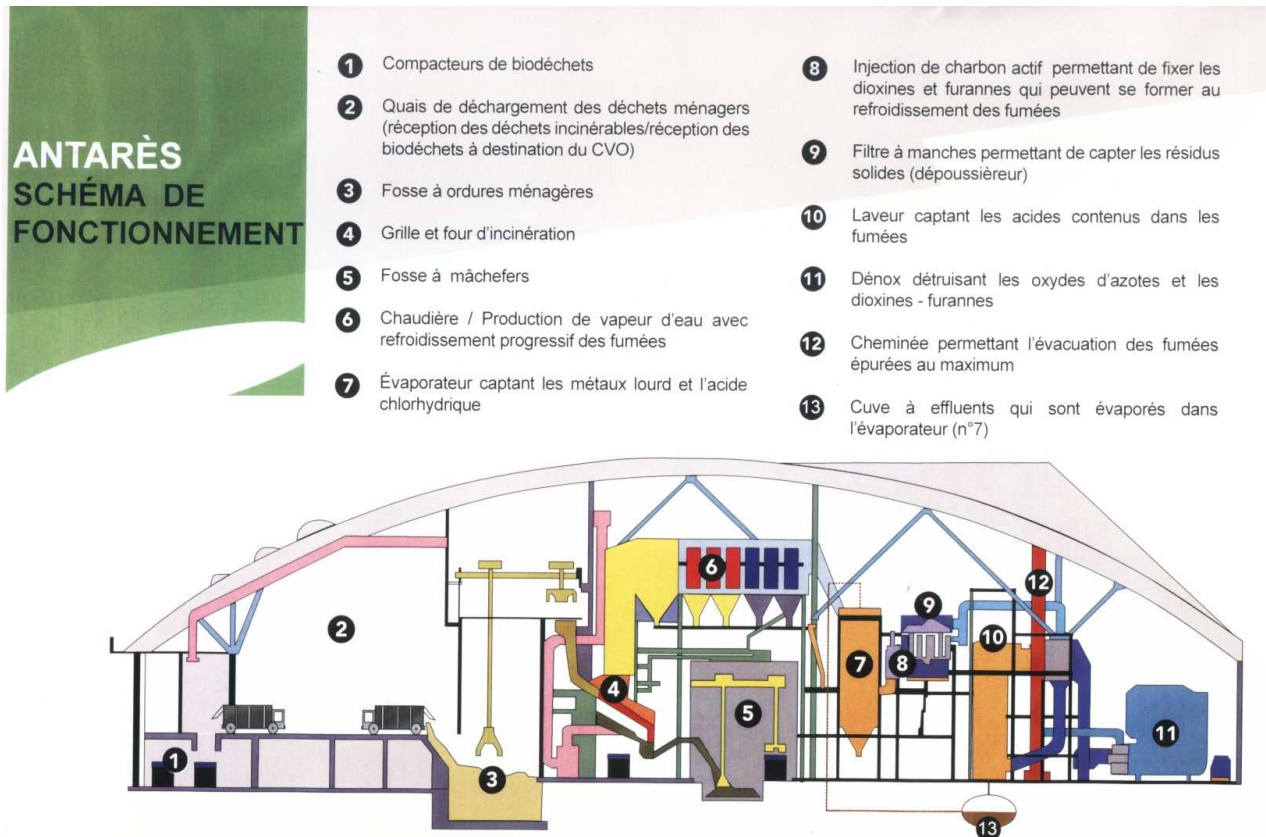 ANTARÈS
SCHÉMA DE
FONCTIONNEMENT
1 Compacteurs de biodéchets
2 Quais de déchargement des déchets ménagers
(réception des déchets incinérables/réception des
biodéchets à destination du CVO)
3 Fosse à ordures ménagères
4 Grille et four d'incinération
5 Fosse à mâchefers
6 Chaudière / Production de vapeur d'eau avec
refroidissement progressif des fumées
7 Évaporateur captant les métaux lourd et l'acide
chlorhydrique
8 Injection de charbon actif permettant de fixer les
dioxines et furannes qui peuvent se former au
refroidissement des fumées
9 Filtre à manches permettant de capter les résidus
solides (dépoussièreur)
10 Laveur captant les acides contenus dans les
fumées
11 Dénox détruisant les oxydes d'azotes et les
dioxines - furannes
12 Cheminée permettant l'évacuation des fumées
épurées au maximum
13 Cuve à effluents qui sont évaporés dans
l'évaporateur (n°7)
6
12
9
2
10
7
8
4
5
11
1
3
13